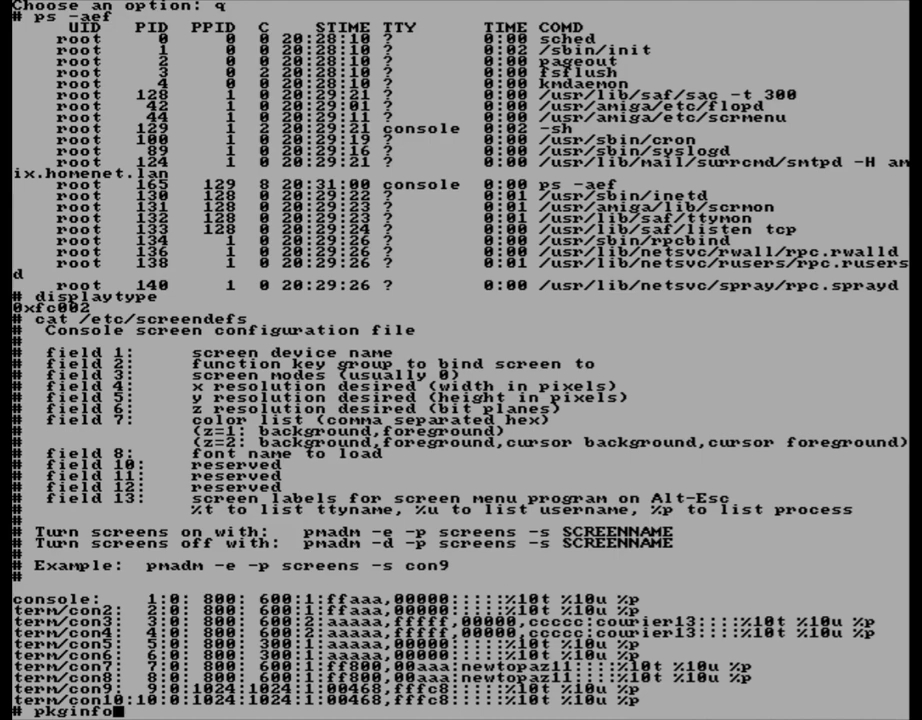 Choose an option: q
# ps -aef
UID PID PPID C STIME TTY TIME COMD
root 0 0 0 20:28:10 ? 0:00 sched
root 1 0 0 20:28:10 ? 0:02 /sbin/init
root 2 0 0 20:28:10 ? 0:00 pageout
root 3 0 2 20:28:10 ? 0:00 fsflush
root 4 0 0 20:28:10 ? 0:00 kmdaemon
root 128 1 0 20:29:21 ? 0:00 /usr/lib/saf/sac -t 300
root 42 1 0 20:29:01 ? 0:00 /usr/amiga/etc/flopd
root 44 1 0 20:29:11 ? 0:00 /usr/amiga/etc/scrmenu
root 129 1 2 20:29:21 console 0:02 -sh
root 100 1 0 20:29:19 ? 0:00 /usr/sbin/cron
root 89 1 0 20:29:16 ? 0:00 /usr/sbin/syslogd
root 124 1 0 20:29:21 ? 0:00 /usr/lib/mail/surrcmd/smtpd -H am
ix.homenet.lan
root 165 129 8 20:31:00 console 0:00 ps -aef
root 130 128 0 20:29:22 ? 0:01 /usr/sbin/inetd
root 131 128 0 20:29:23 ? 0:01 /usr/amiga/lib/scrmon
root 132 128 0 20:29:23 ? 0:01 /usr/lib/saf/ttymon
root 133 128 0 20:29:24 ? 0:00 /usr/lib/saf/listen tcp
root 134 1 0 20:29:26 ? 0:00 /usr/sbin/rpcbind
root 136 1 0 20:29:26 ? 0:00 /usr/lib/netsvc/rwall/rpc.rwalld
root 138 1 0 20:29:26 ? 0:01 /usr/lib/netsvc/rusers/rpc.rusers
d
root 140 1 0 20:29:26 ? 0:00 /usr/lib/netsvc/spray/rpc.sprayd
# displaytype
0xfc002
# cat /etc/screendefs
# Console screen configuration file
#
# field 1: screen device name
# field 2: function key group to bind screen to
# field 3: screen modes (usually 0)
# field 4: x resolution desired (width in pixels)
# field 5: y resolution desired (height in pixels)
# field 6: z resolution desired (bit planes)
# field 7: color list (comma separated hex)
# (z=1: background,foreground)
# (z=2: background,foreground,cursor background,cursor foreground)
# field 8: font name to load
# field 10: reserved
# field 11: reserved
# field 12: reserved
# field 13: screen labels for screen menu program on Alt-Esc
# %t to list ttyname, %u to list username, %p to list process
#
# Turn screens on with: pmadm -e -p screens -s SCREENNAME
# Turn screens off with: pmadm -d -p screens -s SCREENNAME
#
# Example: pmadm -e -p screens -s con9
#
#
console: 1:0: 800: 600:1:ffaaa,00000:::::%10t %10u %p
term/con2: 2:0: 800: 600:1:ffaaa,00000:::::%10t %10u %p
term/con3: 3:0: 800: 600:2:aaaaa,fffff,00000,ccccc:courier13::::%10t %10u %p
term/con4: 4:0: 800: 600:2:aaaaa,fffff,00000,ccccc:courier13::::%10t %10u %p
term/con5: 5:0: 800: 300:1:aaaaa,00000:::::%10t %10u %p
term/con6: 6:0: 800: 300:1:aaaaa,00000:::::%10t %10u %p
term/con7: 7:0: 800: 600:1:ff800,00aaa:newtopaz11::::%10t %10u %p
term/con8: 8:0: 800: 600:1:ff800,00aaa:newtopaz11::::%10t %10u %p
term/con9: 9:0:1024:1024:1:00468,fffc8:::::%10t %10u %p
term/con10:10:0:1024:1024:1:00468,fffc8:::::%10t %10u %p
# pkginfo